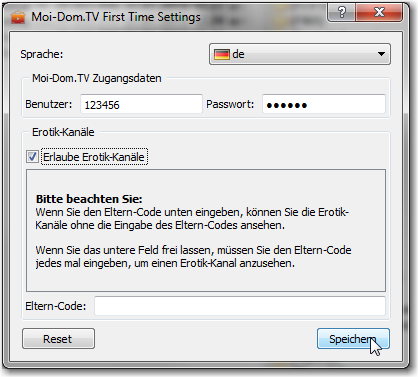 Moi-Dom.TV First Time Settings
Sprache: de
Moi-Dom.TV Zugangsdaten
Benutzer: 123456 Passwort: ●●●●●●
Erotik-Kanäle
Erlaube Erotik-Kanäle
Bitte beachten Sie:
Wenn Sie den Eltern-Code unten eingeben, können Sie die Erotik-
Kanäle ohne die Eingabe des Eltern-Codes ansehen.
Wenn Sie das untere Feld frei lassen, müssen Sie den Eltern-Code
jedes mal eingeben, um einen Erotik-Kanal anzusehen.
Eltern-Code:
Reset Speichern